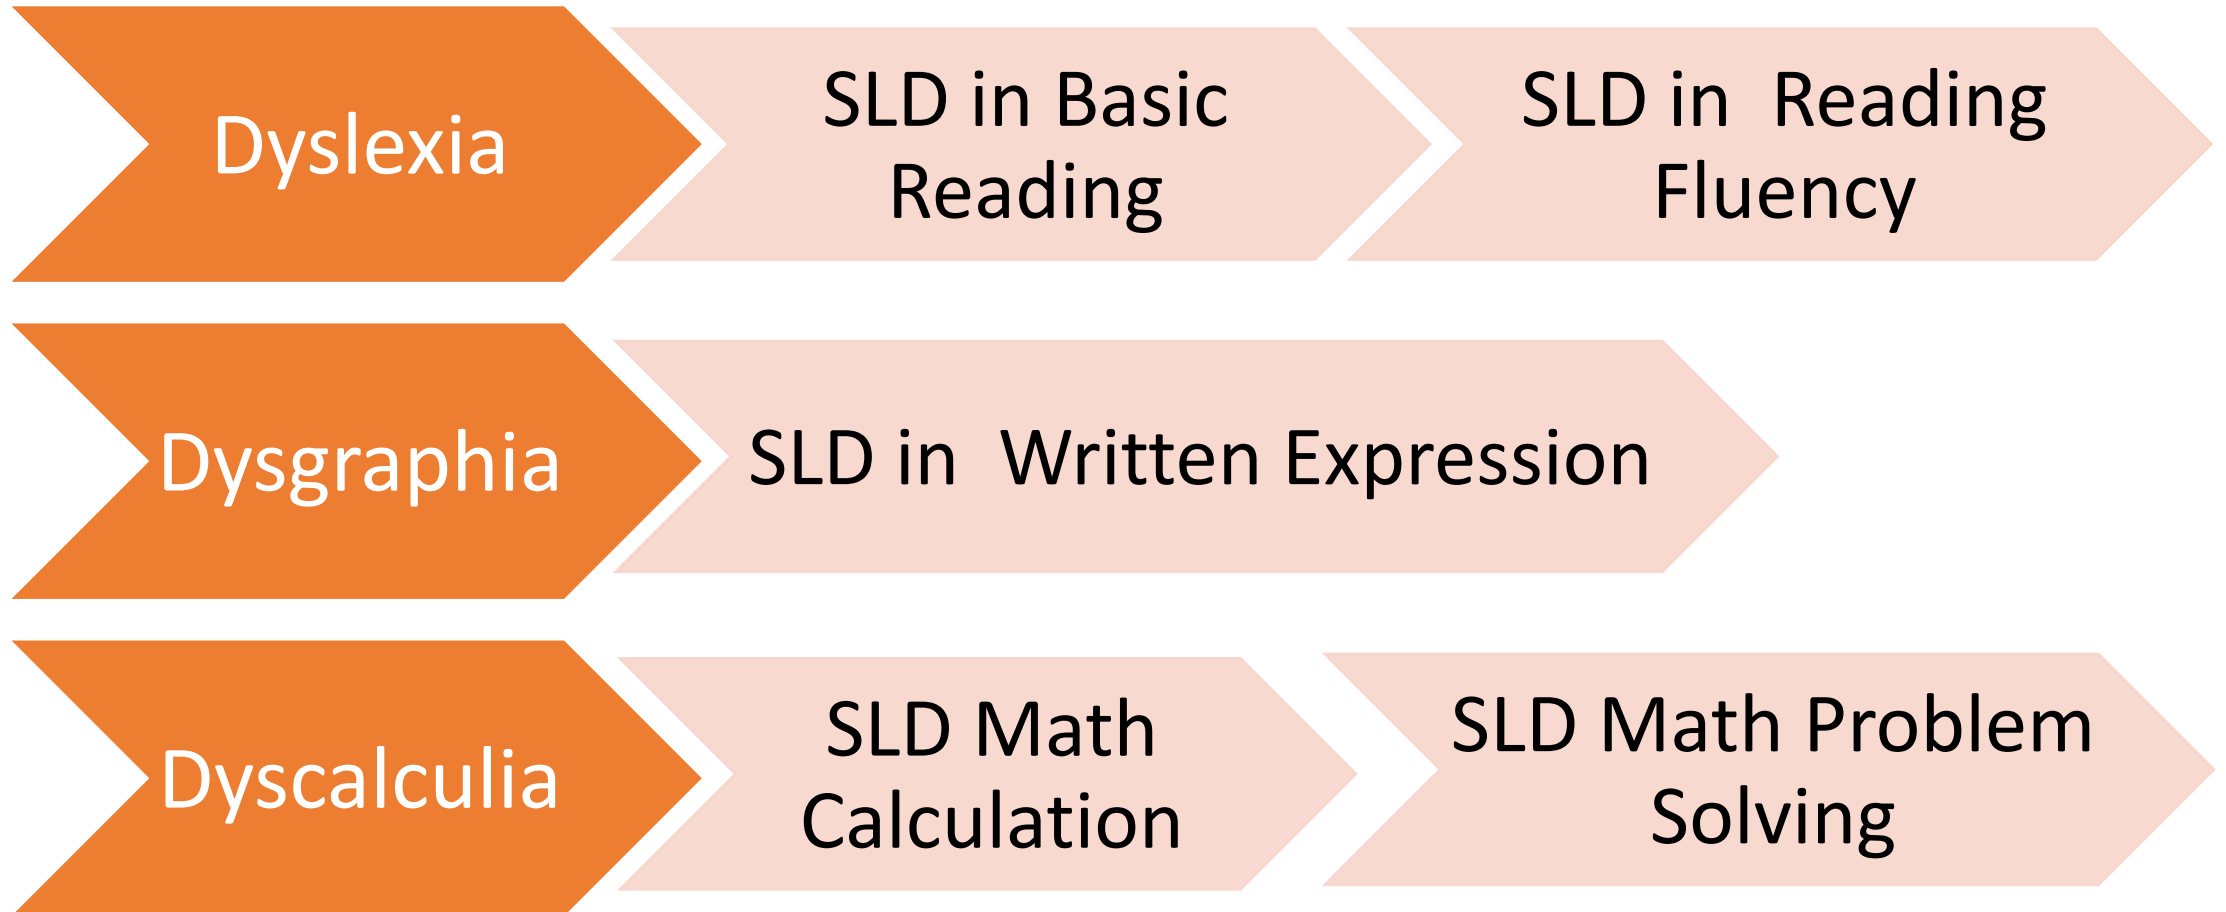 Dyslexia
SLD in Basic
Reading
SLD in  Reading
Fluency
Dysgraphia
SLD in  Written Expression
Dyscalculia
SLD Math
Calculation
SLD Math Problem
Solving